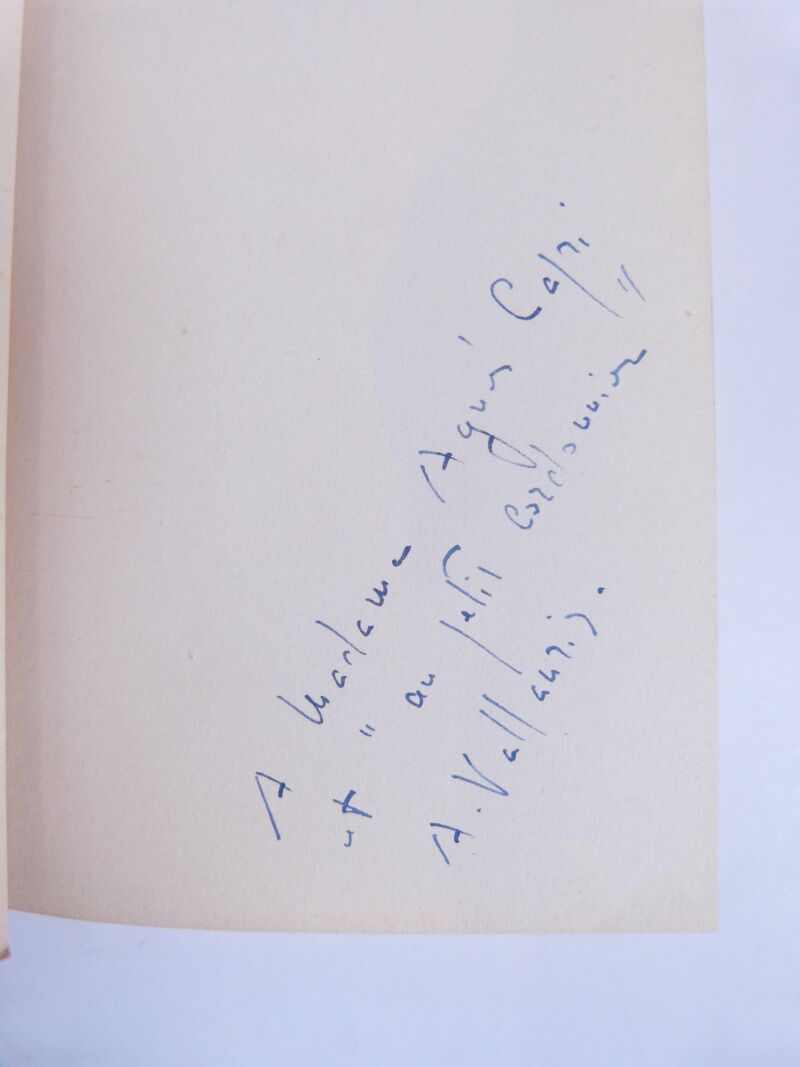 A Madame Agnès Capri
et " au petit cordonnier "
A. Vallauris.